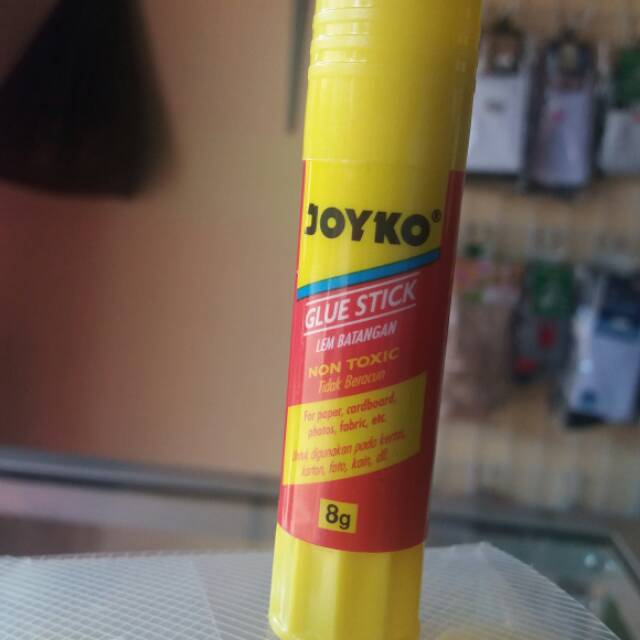 JOYKO®
GLUE STICK
LEM BATANGAN
NON TOXIC
Tidak Beracun
For paper, cardboard,
photos, fabric, etc.
Untuk digunakan pada kertas,
karton, foto, kain, dll.
8g